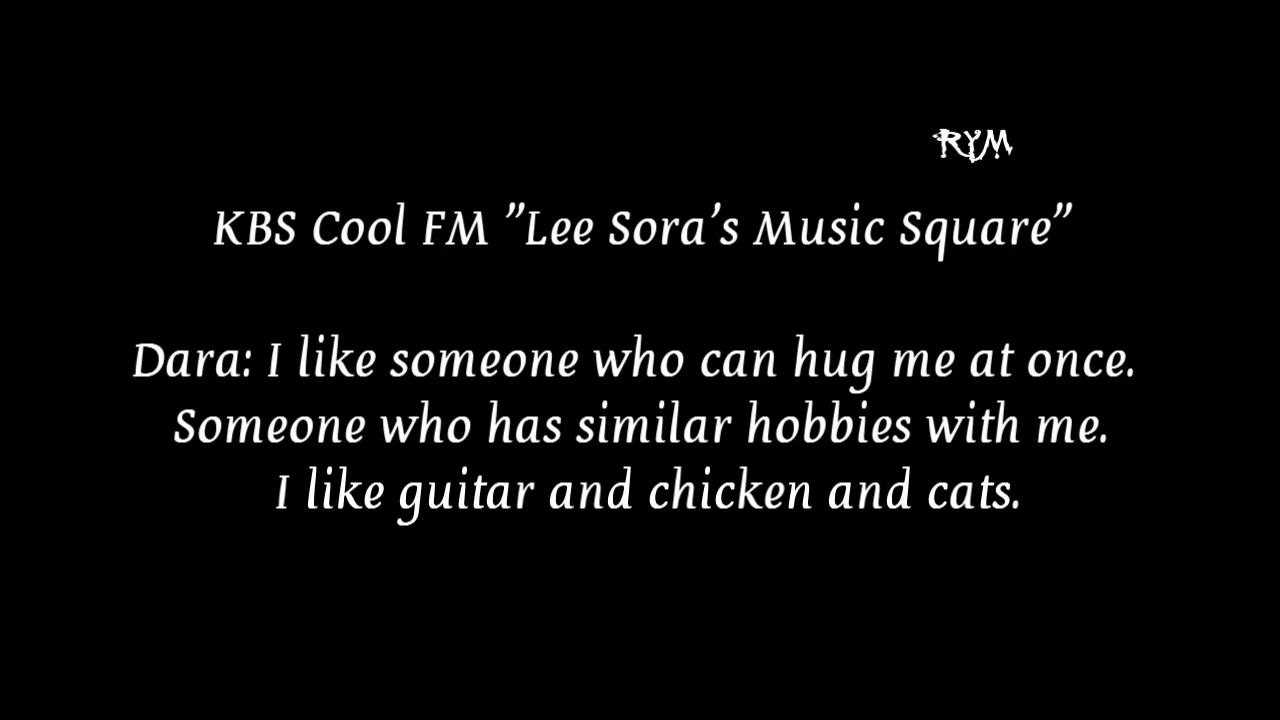 RYM
KBS Cool FM "Lee Sora's Music Square"
Dara: I like someone who can hug me at once.
Someone who has similar hobbies with me.
I like guitar and chicken and cats.